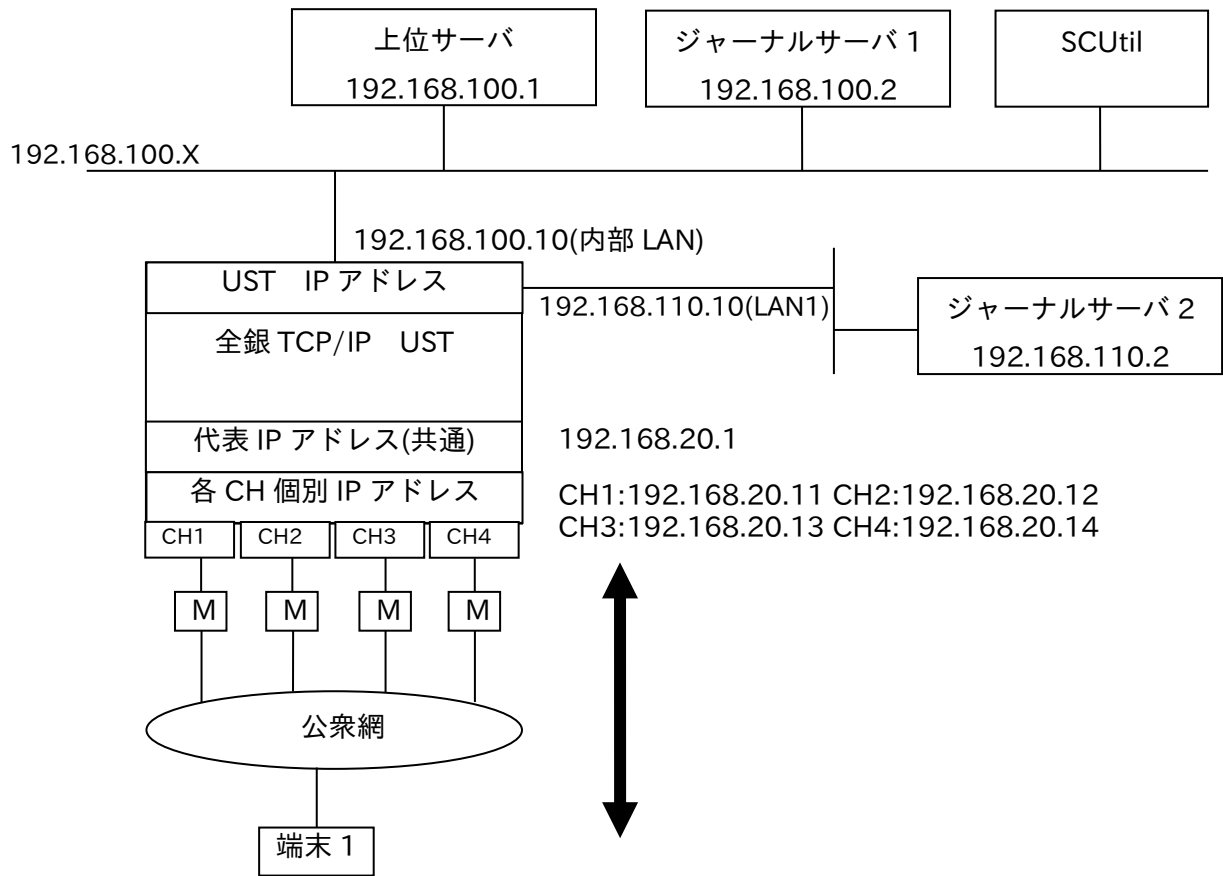 上位サーバ
192.168.100.1
ジャーナルサーバ 1
192.168.100.2
SCUtil
192.168.100.X
192.168.100.10(内部 LAN)
UST　IP アドレス
192.168.110.10(LAN1)
ジャーナルサーバ 2
192.168.110.2
全銀 TCP/IP　UST
代表 IP アドレス(共通)
192.168.20.1
各 CH 個別 IP アドレス
CH1:192.168.20.11 CH2:192.168.20.12
CH3:192.168.20.13 CH4:192.168.20.14
CH1
CH2
CH3
CH4
M
M
M
M
公衆網
端末 1